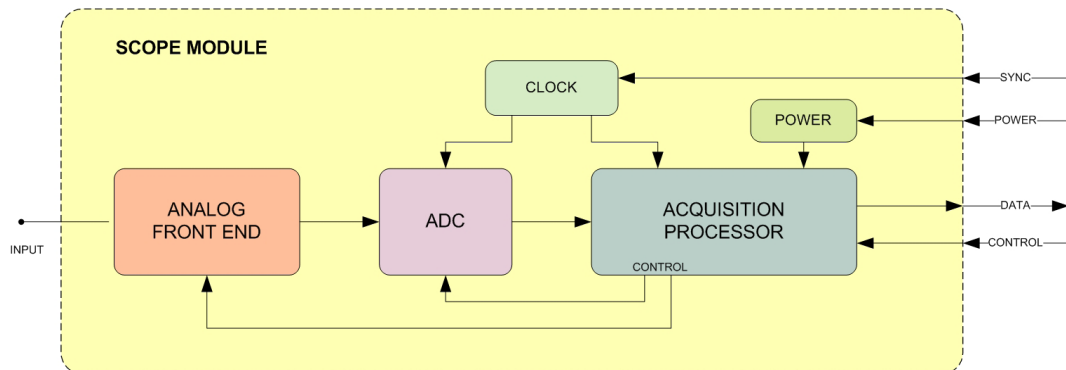 SCOPE MODULE
CLOCK
SYNC
POWER
POWER
ANALOG
FRONT END
ADC
ACQUISITION
PROCESSOR
DATA
INPUT
CONTROL
CONTROL